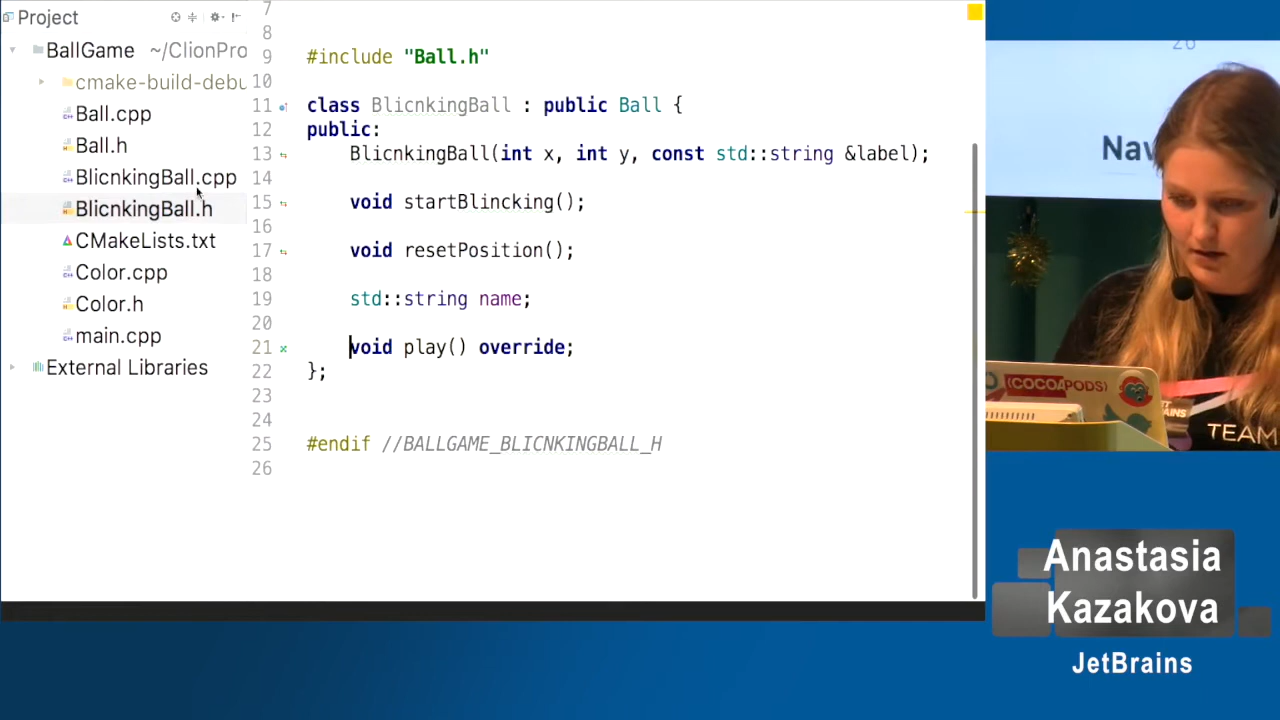 Project
BallGame ~/ClionPro
cmake-build-debu
Ball.cpp
Ball.h
BlicnkingBall.cpp
BlicnkingBall.h
CMakeLists.txt
Color.cpp
Color.h
main.cpp
External Libraries
7
8
9 #include "Ball.h"
10
11 class BlicnkingBall : public Ball {
12 public:
13 BlicnkingBall(int x, int y, const std::string &label);
14
15 void startBlincking();
16
17 void resetPosition();
18
19 std::string name;
20
21 void play() override;
22 };
23
24
25 #endif //BALLGAME_BLICNKINGBALL_H
26
26
Nav
(COCOAPODS)
TEAM
Anastasia
Kazakova
JetBrains